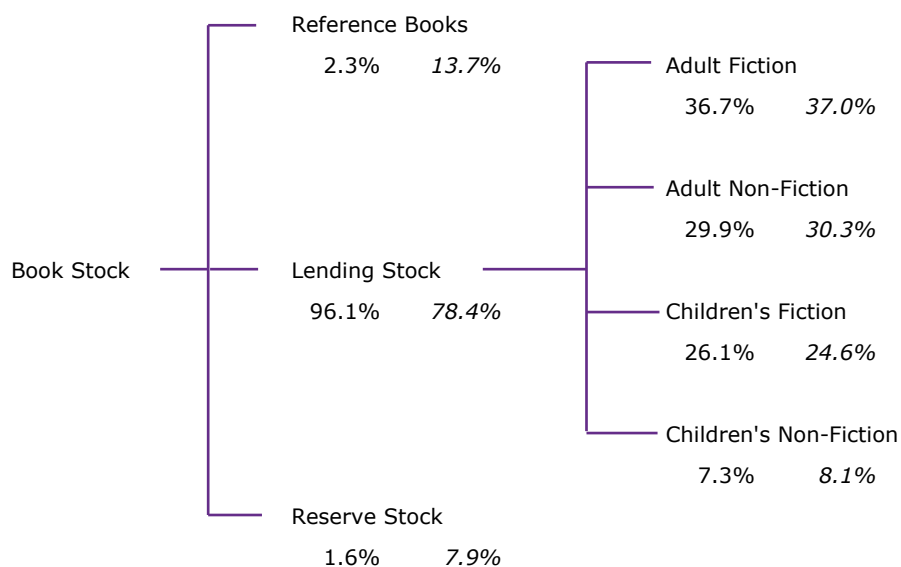 Reference Books
2.3% 13.7%
Adult Fiction
36.7% 37.0%
Adult Non-Fiction
29.9% 30.3%
Book Stock
Lending Stock
96.1% 78.4%
Children's Fiction
26.1% 24.6%
Children's Non-Fiction
7.3% 8.1%
Reserve Stock
1.6% 7.9%